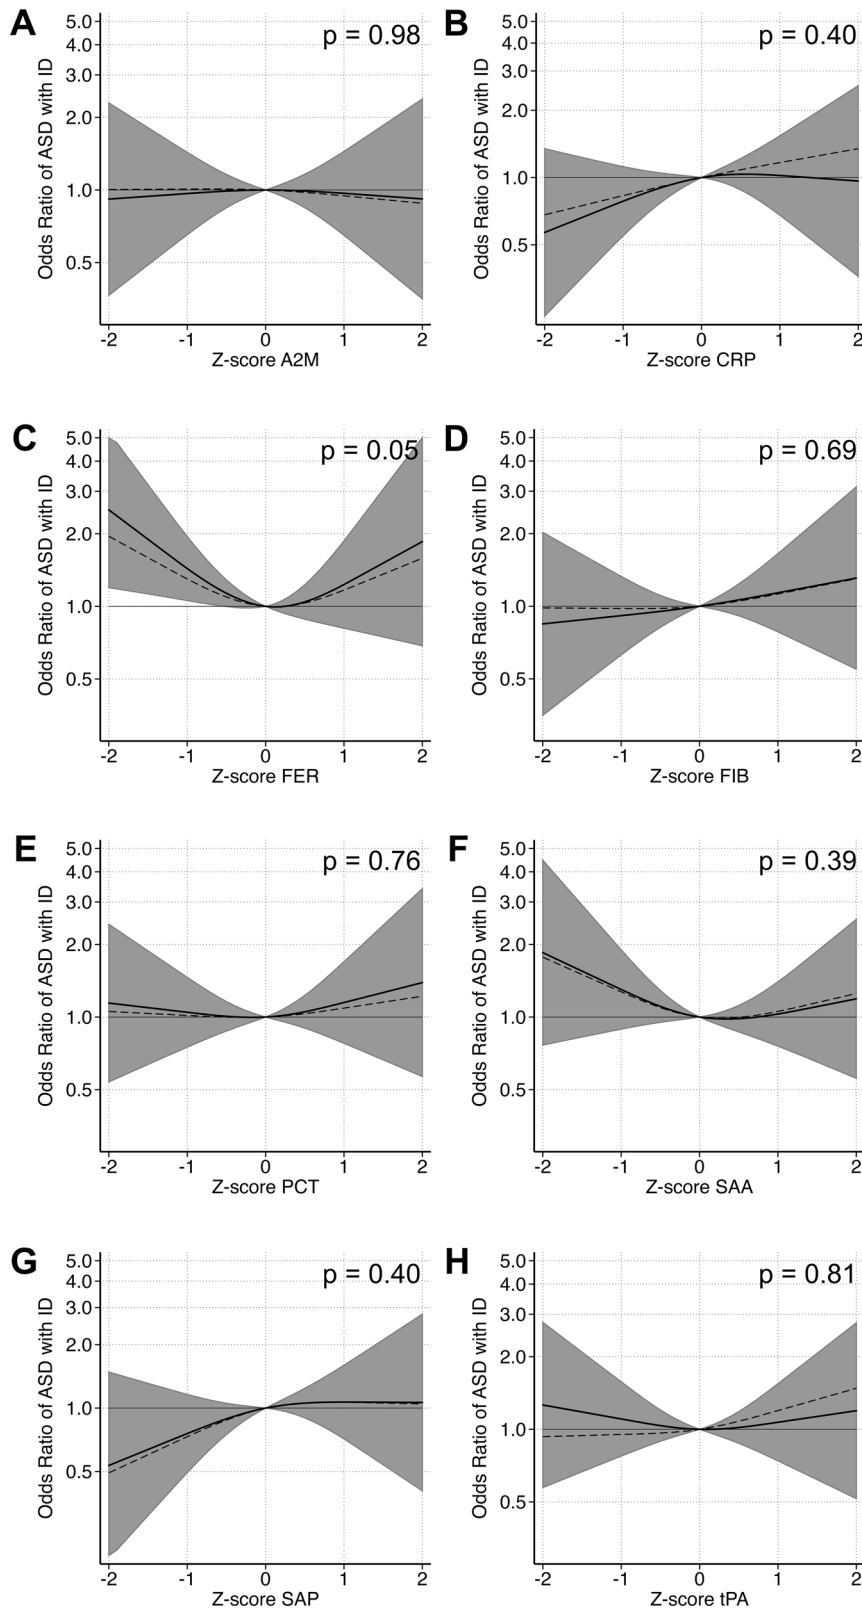 A
p = 0.98
Odds Ratio of ASD with ID
5.0
4.0
3.0
2.0
1.0
0.5
-2 -1 0 1 2
Z-score A2M
B
p = 0.40
Odds Ratio of ASD with ID
5.0
4.0
3.0
2.0
1.0
0.5
-2 -1 0 1 2
Z-score CRP
C
p = 0.05
Odds Ratio of ASD with ID
5.0
4.0
3.0
2.0
1.0
0.5
-2 -1 0 1 2
Z-score FER
D
p = 0.69
Odds Ratio of ASD with ID
5.0
4.0
3.0
2.0
1.0
0.5
-2 -1 0 1 2
Z-score FIB
E
p = 0.76
Odds Ratio of ASD with ID
5.0
4.0
3.0
2.0
1.0
0.5
-2 -1 0 1 2
Z-score PCT
F
p = 0.39
Odds Ratio of ASD with ID
5.0
4.0
3.0
2.0
1.0
0.5
-2 -1 0 1 2
Z-score SAA
G
p = 0.40
Odds Ratio of ASD with ID
5.0
4.0
3.0
2.0
1.0
0.5
-2 -1 0 1 2
Z-score SAP
H
p = 0.81
Odds Ratio of ASD with ID
5.0
4.0
3.0
2.0
1.0
0.5
-2 -1 0 1 2
Z-score tPA